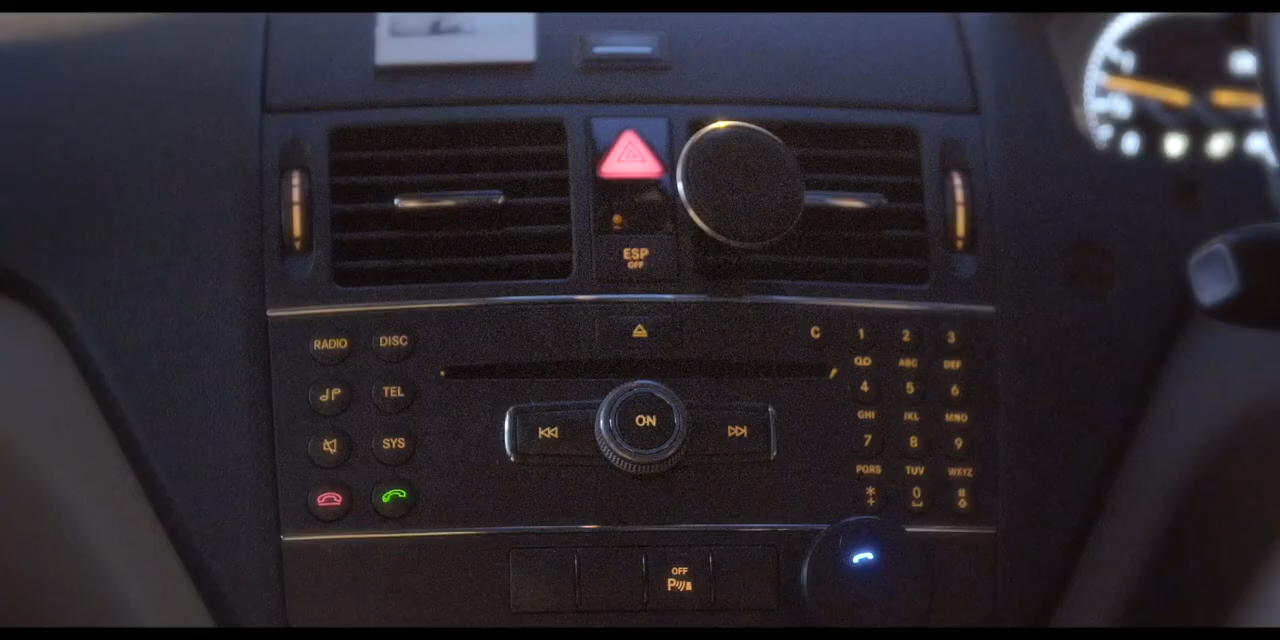 ESP
OFF
C 1 2 3
RADIO DISC
ABC DEF
TEL 4 5 6
ON
GHI JKL MNO
SYS 7 8 9
PQRS TUV WXYZ
* 0 #
+
OFF
P